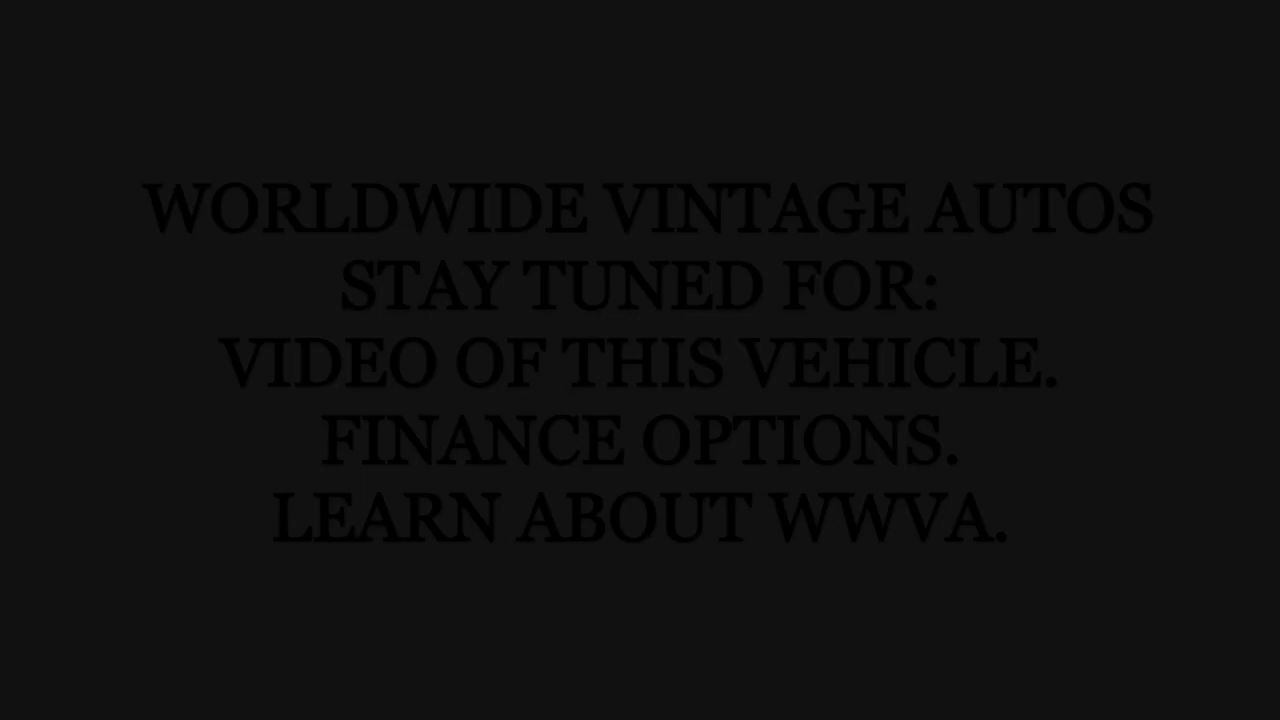 WORLDWIDE VINTAGE AUTOS
STAY TUNED FOR:
VIDEO OF THIS VEHICLE.
FINANCE OPTIONS.
LEARN ABOUT WWVA.